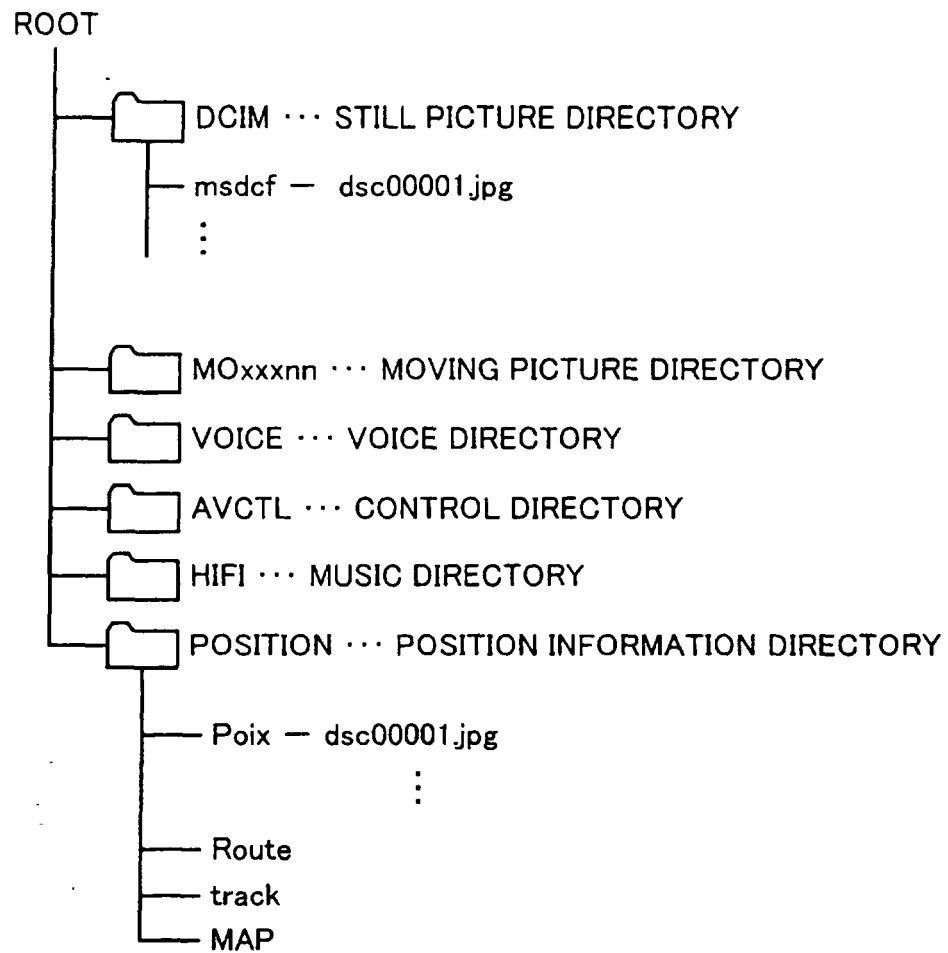 ROOT
DCIM ··· STILL PICTURE DIRECTORY
msdcf — dsc00001.jpg
⋮
MOxxxnn ··· MOVING PICTURE DIRECTORY
VOICE ··· VOICE DIRECTORY
AVCTL ··· CONTROL DIRECTORY
HIFI ··· MUSIC DIRECTORY
POSITION ··· POSITION INFORMATION DIRECTORY
Poix — dsc00001.jpg
⋮
Route
track
MAP